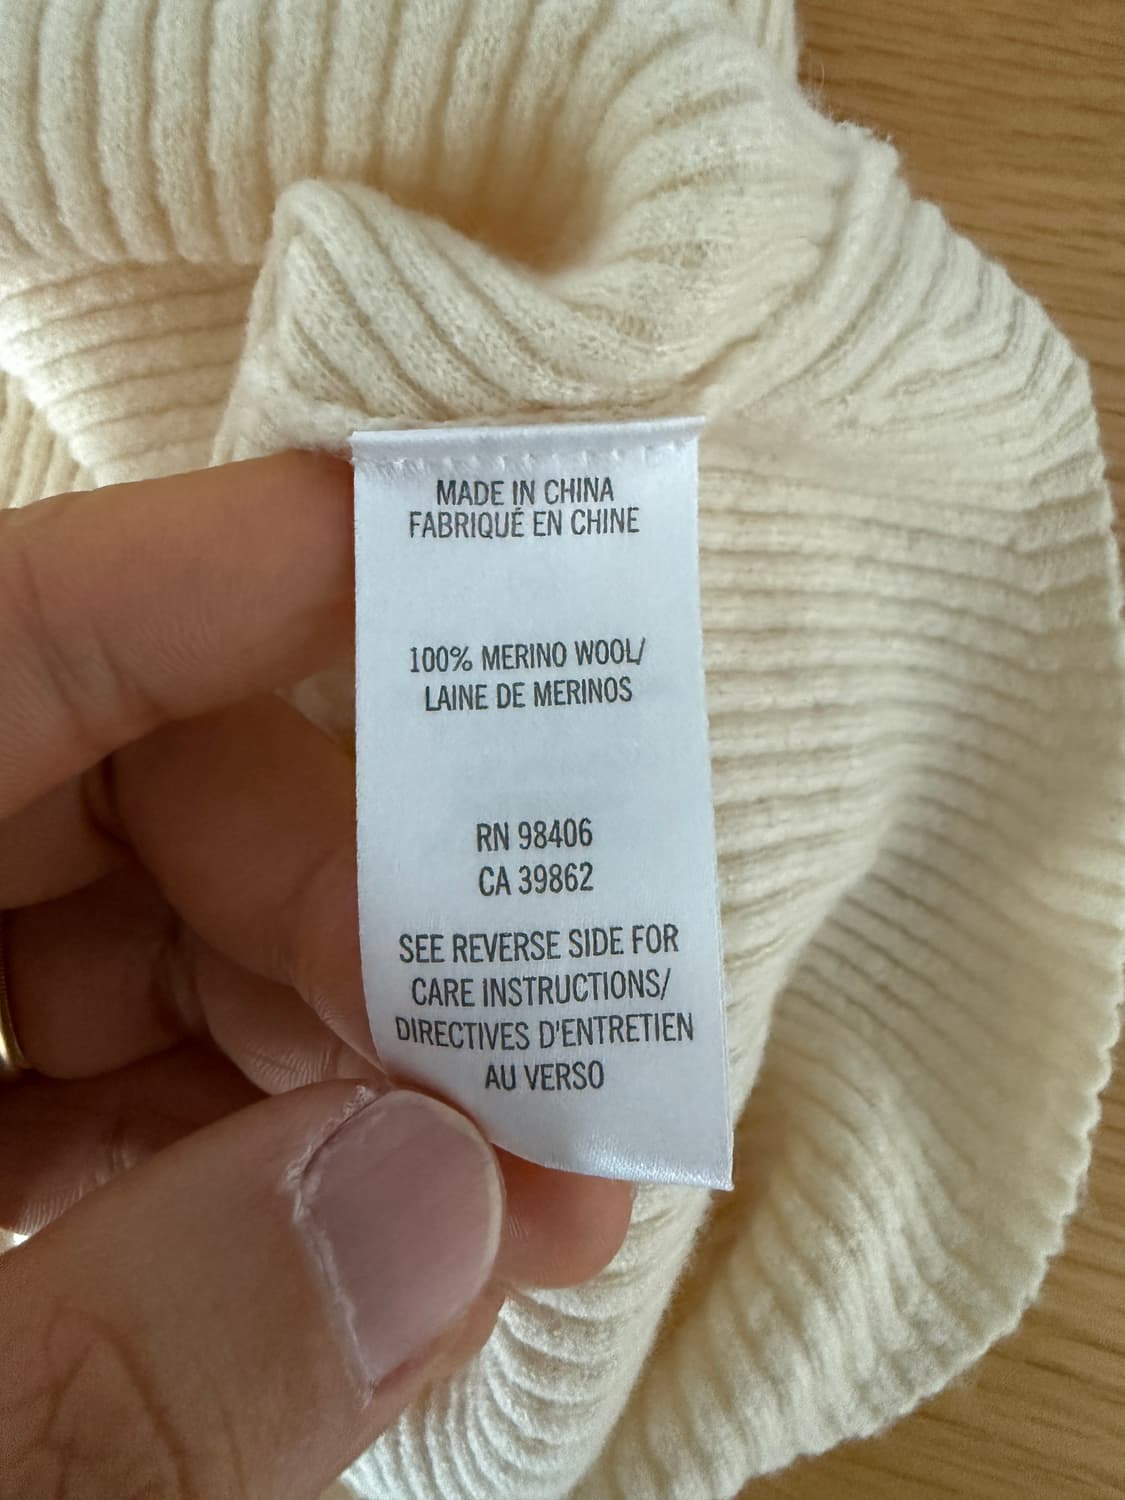 MADE IN CHINA
FABRIQUÉ EN CHINE
100% MERINO WOOL/
LAINE DE MERINOS
RN 98406
CA 39862
SEE REVERSE SIDE FOR
CARE INSTRUCTIONS/
DIRECTIVES D'ENTRETIEN
AU VERSO